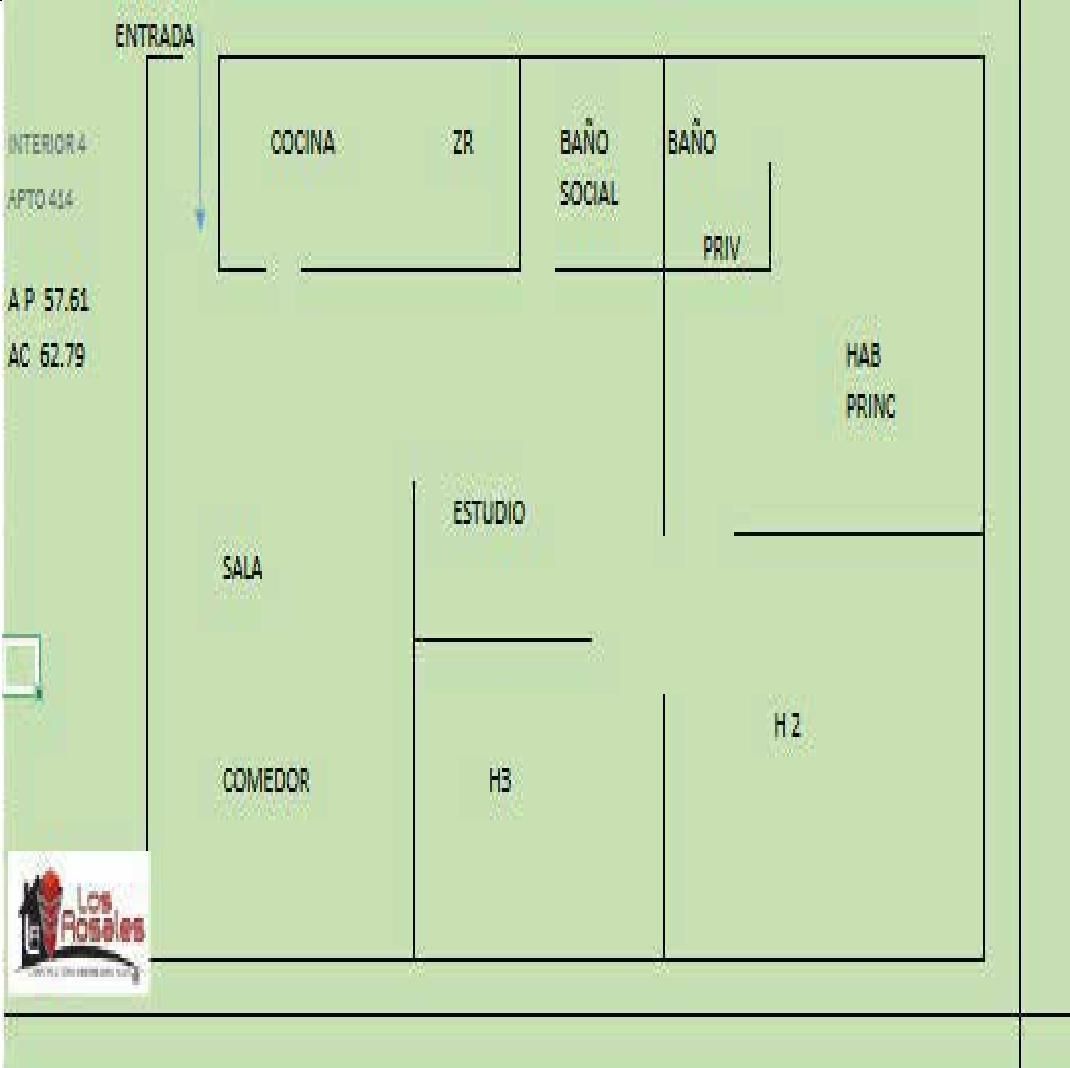 ENTRADA
INTERIOR 4
APTO 414
A P 57.61
AC 62.79
COCINA ZR
BAÑO
SOCIAL
BAÑO
PRIV
HAB
PRINC
ESTUDIO
SALA
COMEDOR
H3
H 2
Los
Rosales